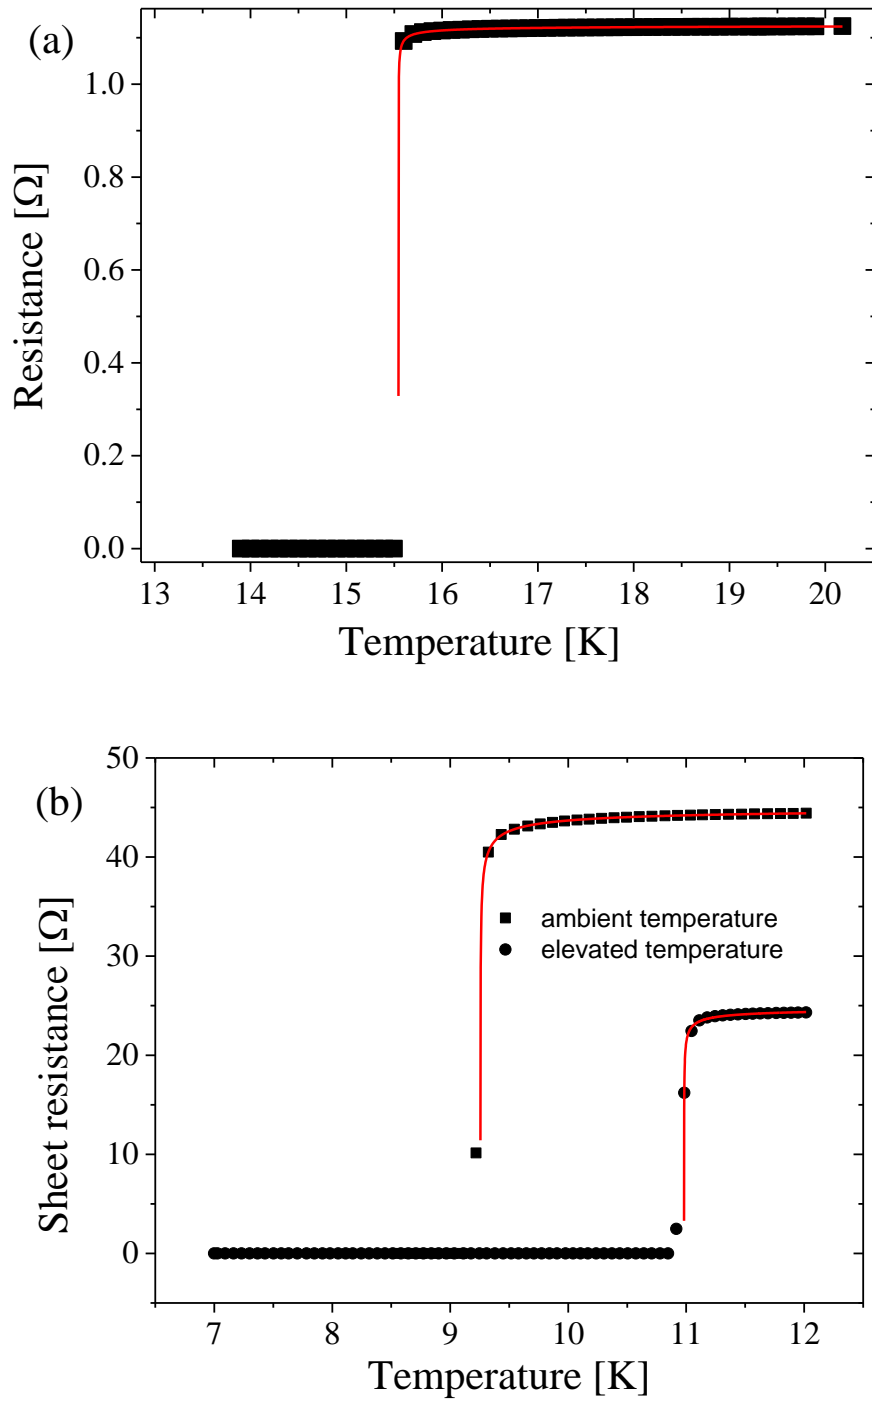 (a)
1.0
0.8
0.6
0.4
0.2
0.0
Resistance [Ω]
13 14 15 16 17 18 19 20
Temperature [K]
(b)
50
40
30
20
10
0
Sheet resistance [Ω]
ambient temperature
elevated temperature
7 8 9 10 11 12
Temperature [K]